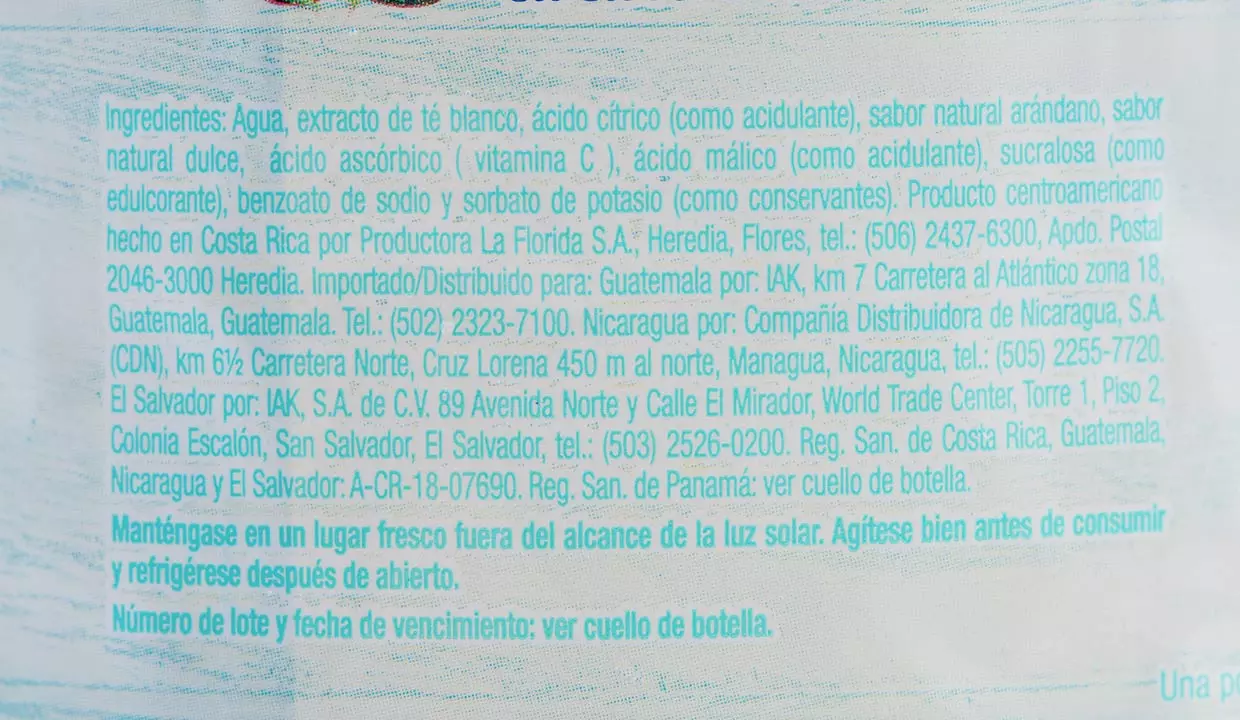 Ingredientes: Agua, extracto de té blanco, ácido cítrico (como acidulante), sabor natural arándano, sabor
natural dulce, ácido ascórbico ( vitamina C ), ácido málico (como acidulante), sucralosa (como
edulcorante), benzoato de sodio y sorbato de potasio (como conservantes). Producto centroamericano
hecho en Costa Rica por Productora La Florida S.A., Heredia, Flores, tel.: (506) 2437-6300, Apdo. Postal
2046-3000 Heredia. Importado/Distribuido para: Guatemala por: IAK, km 7 Carretera al Atlántico zona 18,
Guatemala, Guatemala. Tel.: (502) 2323-7100. Nicaragua por: Compañía Distribuidora de Nicaragua, S.A.
(CDN), km 6½ Carretera Norte, Cruz Lorena 450 m al norte, Managua, Nicaragua, tel.: (505) 2255-7720.
El Salvador por: IAK, S.A. de C.V. 89 Avenida Norte y Calle El Mirador, World Trade Center, Torre 1, Piso 2,
Colonia Escalón, San Salvador, El Salvador, tel.: (503) 2526-0200. Reg. San. de Costa Rica, Guatemala,
Nicaragua y El Salvador: A-CR-18-07690. Reg. San. de Panamá: ver cuello de botella.
Manténgase en un lugar fresco fuera del alcance de la luz solar. Agítese bien antes de consumir
y refrigérese después de abierto.
Número de lote y fecha de vencimiento: ver cuello de botella.
Una